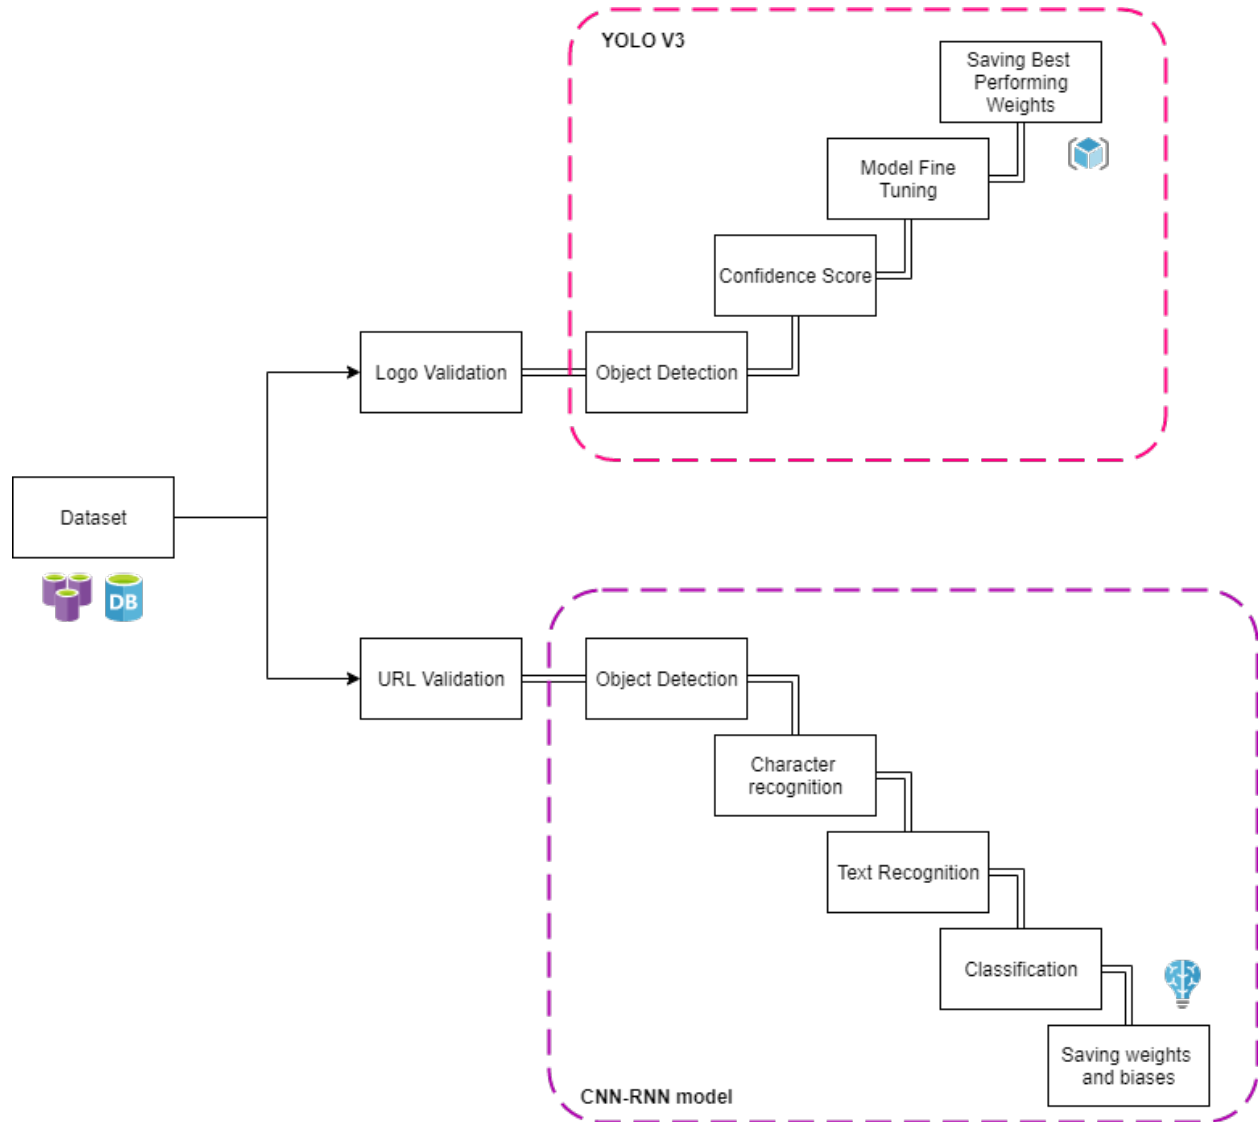 YOLO V3
Saving Best
Performing
Weights
Model Fine
Tuning
Confidence Score
Logo Validation
Object Detection
Dataset
DB
URL Validation
Object Detection
Character
recognition
Text Recognition
Classification
Saving weights
and biases
CNN-RNN model